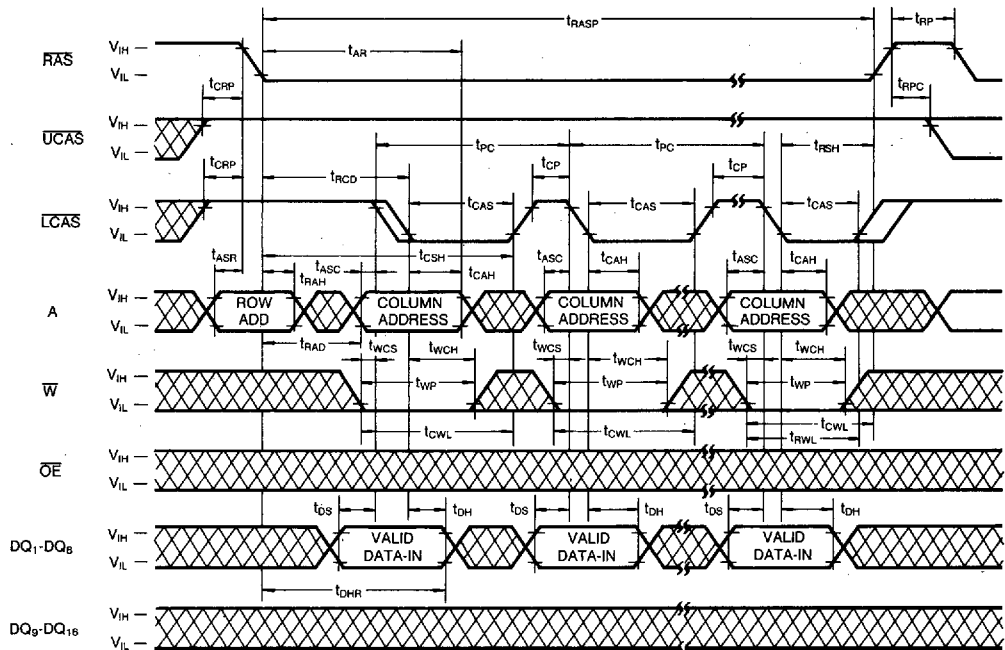 tRASP
tRP
tAR
RAS
VIH
VIL
tCRP
tRPC
UCAS
VIH
VIL
tPC
tPC
tRSH
tCRP
tRCD
tCP
tCP
LCAS
VIH
VIL
tCAS
tCAS
tCAS
tASR
tRAH
tASC
tCSH
tCAH
tASC
tCAH
tASC
tCAH
A
VIH
VIL
ROW ADD
COLUMN ADDRESS
COLUMN ADDRESS
COLUMN ADDRESS
tRAD
tWCS
tWCH
tWCS
tWCH
tWCS
tWCH
W
VIH
VIL
tWP
tWP
tWP
tCWL
tCWL
tCWL
tRWL
OE
VIH
VIL
tDS
tDH
tDS
tDH
tDS
tDH
DQ1-DQ8
VIH
VIL
VALID DATA-IN
VALID DATA-IN
VALID DATA-IN
tDHR
DQ9-DQ16
VIH
VIL